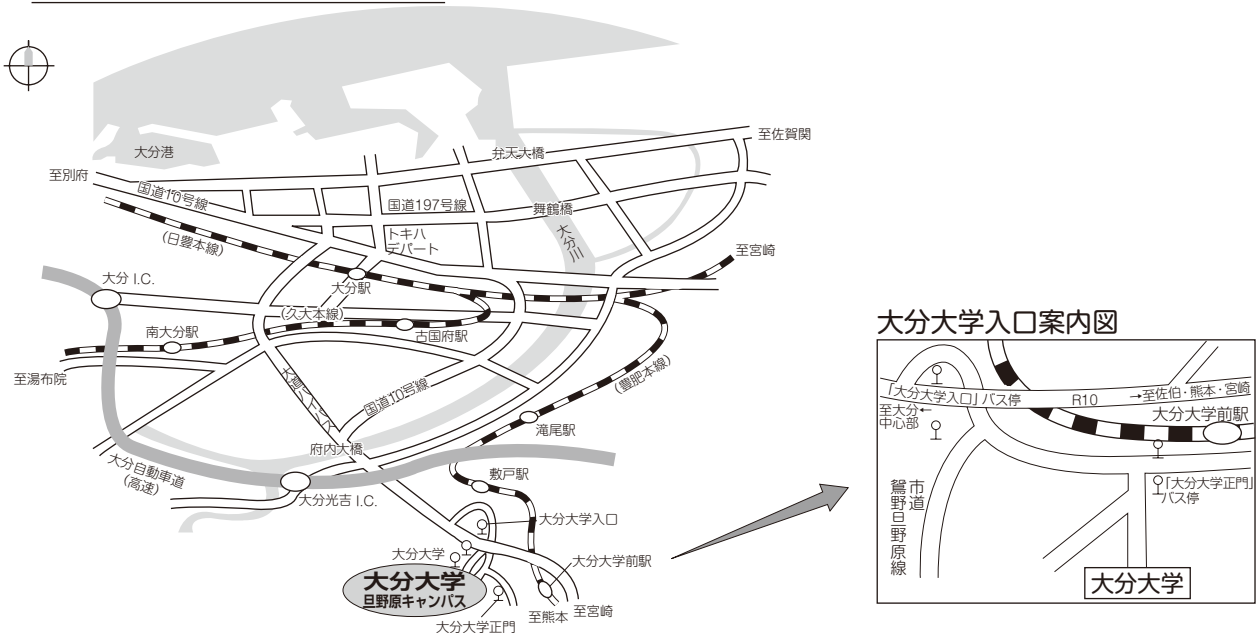 至佐賀関
大分港
弁天大橋
至別府
国道10号線
国道197号線
舞鶴橋
(日豊本線)
トキハ
デパート
大分川
至宮崎
大分 I.C.
大分駅
(久大本線)
南大分駅
古国府駅
至湯布院
国道10号線
(豊肥本線)
滝尾駅
府内大橋
大分自動車道
(高速)
敷戸駅
大分光吉 I.C.
大分大学入口
大分大学
大分大学前駅
大分大学
旦野原キャンパス
至熊本
至宮崎
大分大学正門
大分大学入口案内図
「大分大学入口」バス停
R10
→至佐伯・熊本・宮崎
至大分←
中心部
大分大学前駅
「大分大学正門」
バス停
市道
鴛野旦野原線
大分大学